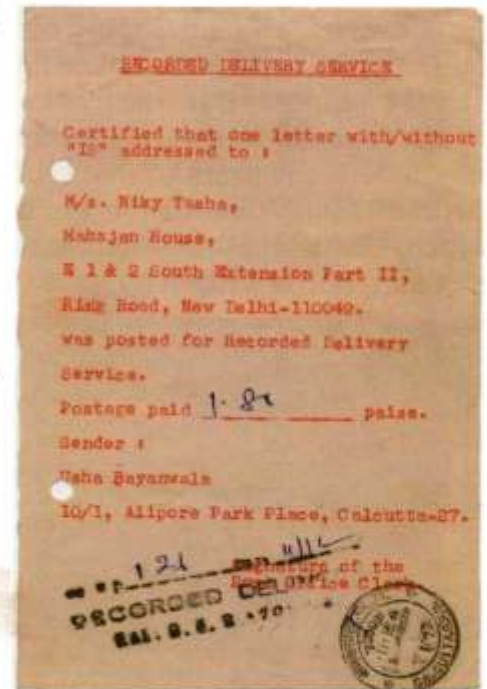 RECORDED DELIVERY SERVICE
Certified that one letter with/without
"IS" addressed to :
M/s. Niky Tasha,
Mahajan House,
E 1 & 2 South Extension Part II,
Ring Road, New Delhi-110049.
was posted for Recorded Delivery
Service.
Postage paid 1.80 paise.
Sender :
Usha Bayanwala
10/1, Alipore Park Place, Calcutta-27.
121
Signature of the
Post Office Clerk
RECORDED